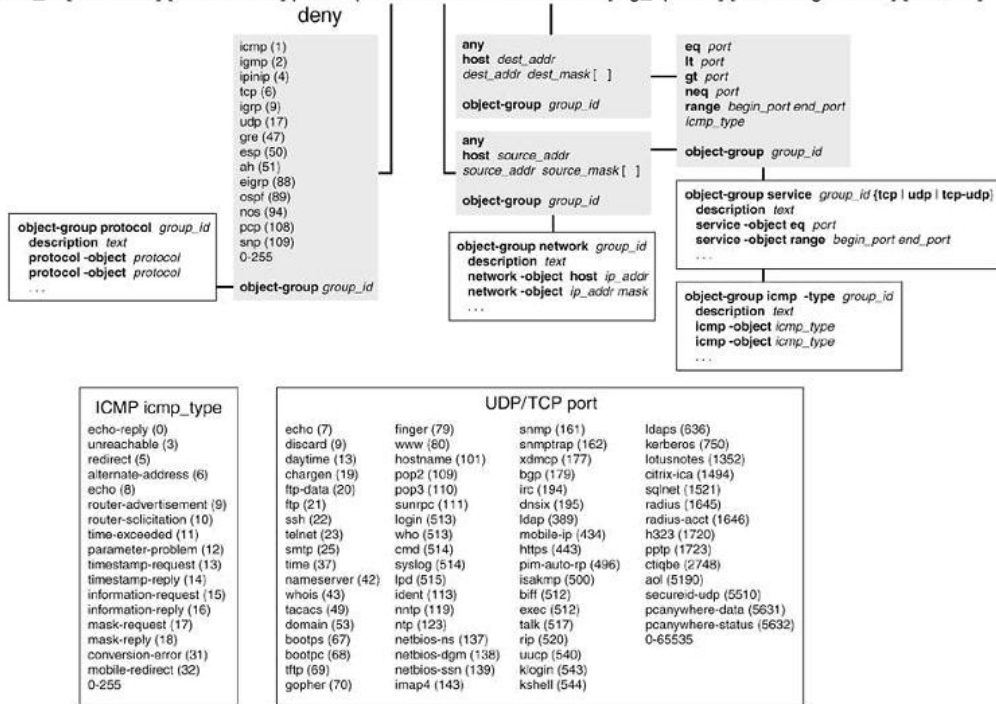 deny
icmp (1)
igmp (2)
ipinip (4)
tcp (6)
igrp (9)
udp (17)
gre (47)
esp (50)
ah (51)
eigrp (88)
ospf (89)
nos (94)
pcp (108)
snp (109)
0-255
object-group group_id
object-group protocol group_id
description text
protocol -object protocol
protocol -object protocol
. . .
any
host dest_addr
dest_addr dest_mask [ ]
object-group group_id
any
host source_addr
source_addr source_mask [ ]
object-group group_id
object-group network group_id
description text
network -object host ip_addr
network -object ip_addr mask
. . .
eq port
lt port
gt port
neq port
range begin_port end_port
icmp_type
object-group group_id
object-group service group_id {tcp | udp | tcp-udp}
description text
service -object eq port
service -object range begin_port end_port
. . .
object-group icmp -type group_id
description text
icmp -object icmp_type
icmp -object icmp_type
. . .
ICMP icmp_type
echo-reply (0)
unreachable (3)
redirect (5)
alternate-address (6)
echo (8)
router-advertisement (9)
router-solicitation (10)
time-exceeded (11)
parameter-problem (12)
timestamp-request (13)
timestamp-reply (14)
information-request (15)
information-reply (16)
mask-request (17)
mask-reply (18)
conversion-error (31)
mobile-redirect (32)
0-255
UDP/TCP port
echo (7)
discard (9)
daytime (13)
chargen (19)
ftp-data (20)
ftp (21)
ssh (22)
telnet (23)
smtp (25)
time (37)
nameserver (42)
whois (43)
tacacs (49)
domain (53)
bootps (67)
bootpc (68)
tftp (69)
gopher (70)
finger (79)
www (80)
hostname (101)
pop2 (109)
pop3 (110)
sunrpc (111)
login (513)
who (513)
cmd (514)
syslog (514)
lpd (515)
ident (113)
nntp (119)
ntp (123)
netbios-ns (137)
netbios-dgm (138)
netbios-ssn (139)
imap4 (143)
snmp (161)
snmptrap (162)
xdmcp (177)
bgp (179)
irc (194)
dnsix (195)
ldap (389)
mobile-ip (434)
https (443)
pim-auto-rp (496)
isakmp (500)
biff (512)
exec (512)
talk (517)
rip (520)
uucp (540)
klogin (543)
kshell (544)
ldaps (636)
kerberos (750)
lotusnotes (1352)
citrix-ica (1494)
sqlnet (1521)
radius (1645)
radius-acct (1646)
h323 (1720)
pptp (1723)
ctiqbe (2748)
aol (5190)
secureid-udp (5510)
pcanywhere-data (5631)
pcanywhere-status (5632)
0-65535